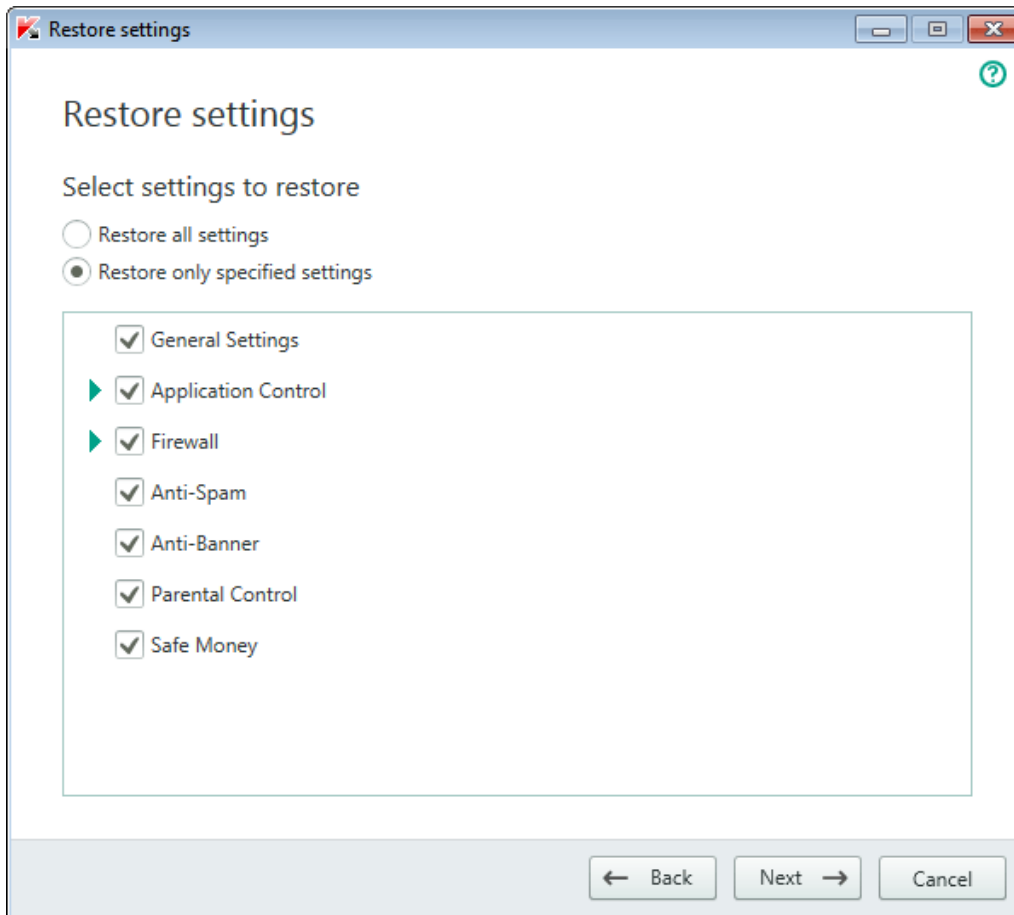 Restore settings
Restore settings
Select settings to restore
Restore all settings
Restore only specified settings
General Settings
Application Control
Firewall
Anti-Spam
Anti-Banner
Parental Control
Safe Money
Back Next Cancel